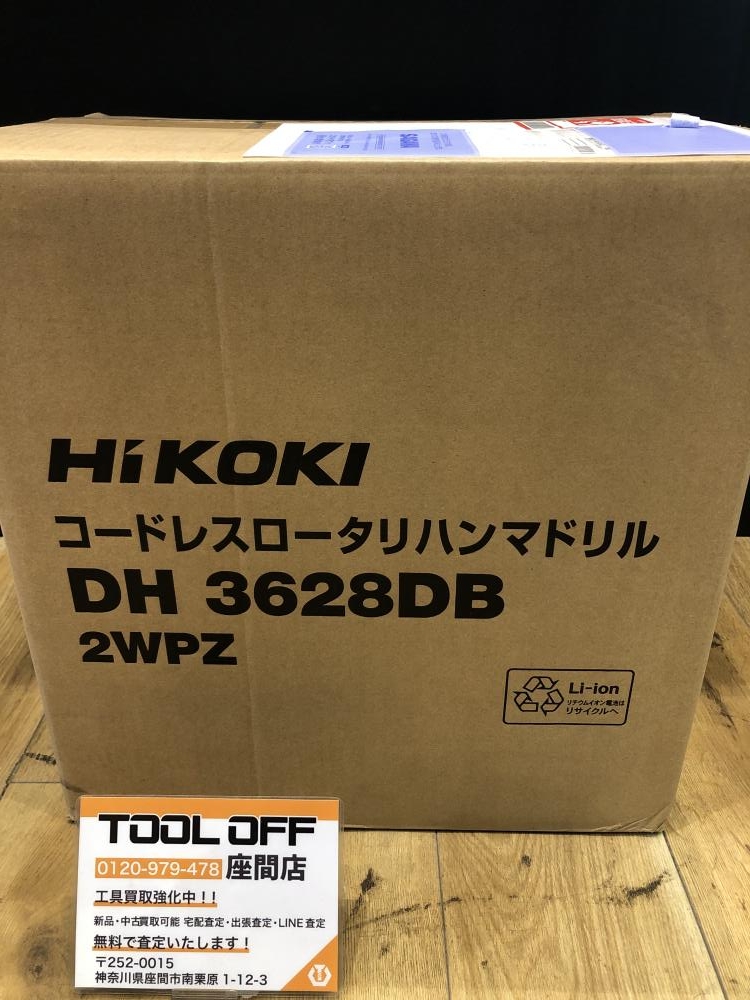 HiKOKI
コードレスロータリハンマドリル
DH 3628DB
2WPZ
Li-ion
リチウムイオン電池は
リサイクルへ
TOOL OFF
0120-979-478 座間店
工具買取強化中！！
新品・中古買取可能 宅配査定・出張査定・LINE査定
無料で査定いたします！
〒252-0015
神奈川県座間市南栗原 1-12-3